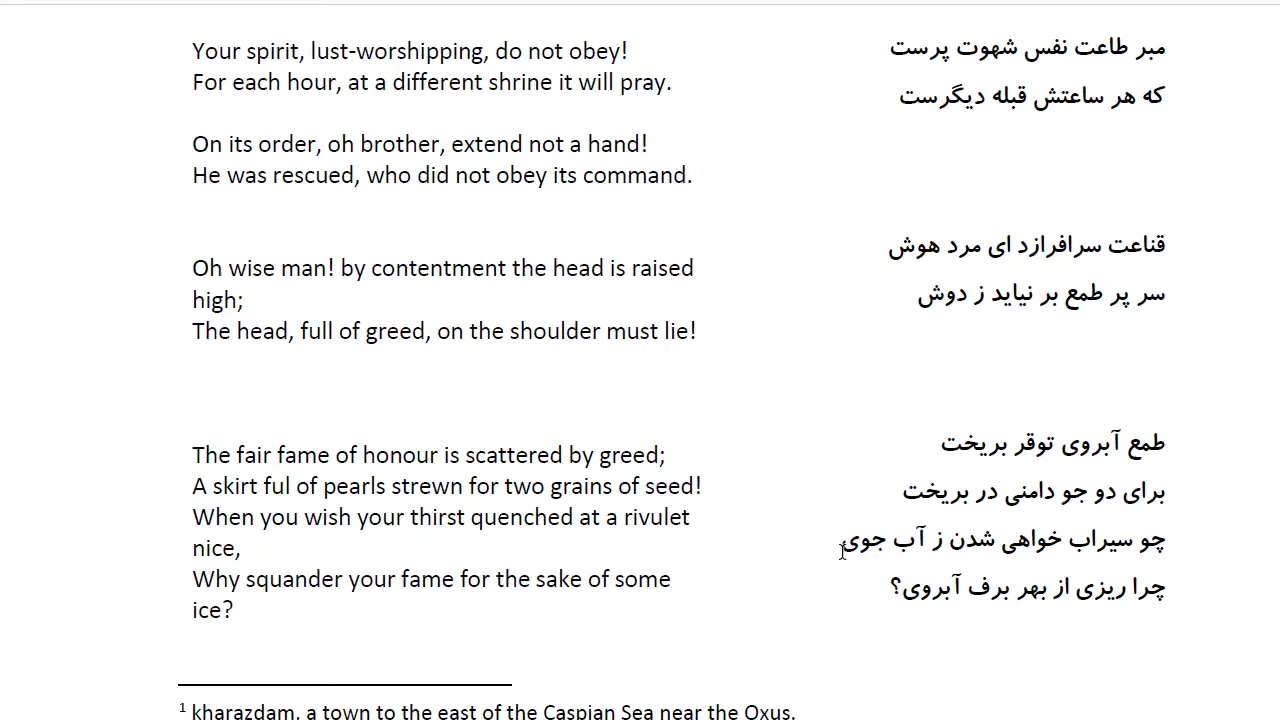 Your spirit, lust-worshipping, do not obey!
For each hour, at a different shrine it will pray.
On its order, oh brother, extend not a hand!
He was rescued, who did not obey its command.
Oh wise man! by contentment the head is raised
high;
The head, full of greed, on the shoulder must lie!
The fair fame of honour is scattered by greed;
A skirt ful of pearls strewn for two grains of seed!
When you wish your thirst quenched at a rivulet
nice,
Why squander your fame for the sake of some
ice?
مبر طاعت نفس شهوت پرست
که هر ساعتش قبله دیگرست
قناعت سرافرازد ای مرد هوش
سر پر طمع بر نیاید ز دوش
طمع آبروی توقر بریخت
برای دو جو دامنی در بریخت
چو سیراب خواهی شدن ز آب جوی
چرا ریزی از بهر برف آبروی؟
1 kharazdam, a town to the east of the Caspian Sea near the Oxus.